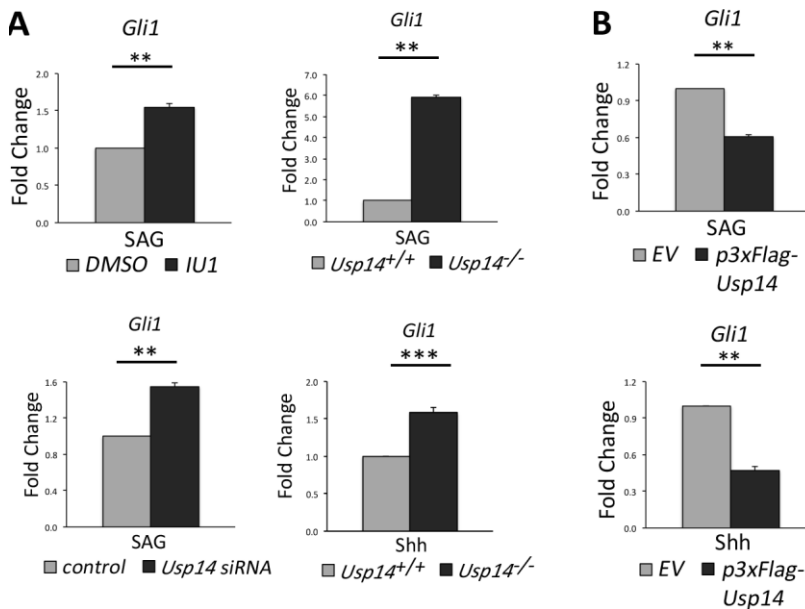 A
Gli1
**
Fold Change
2.0
1.5
1.0
0.5
0.0
SAG
DMSO IU1
Gli1
**
Fold Change
7.0
6.0
5.0
4.0
3.0
2.0
1.0
SAG
Usp14+/+ Usp14-/-
B
Gli1
**
Fold Change
1.2
0.9
0.6
0.3
0.0
SAG
EV p3xFlag-
Usp14
Gli1
**
Fold Change
1.6
1.2
0.8
0.4
0.0
SAG
control Usp14 siRNA
Gli1
***
Fold Change
2.0
1.5
1.0
0.5
0.0
Shh
Usp14+/+ Usp14-/-
Gli1
**
Fold Change
1.2
0.9
0.6
0.3
0.0
Shh
EV p3xFlag-
Usp14